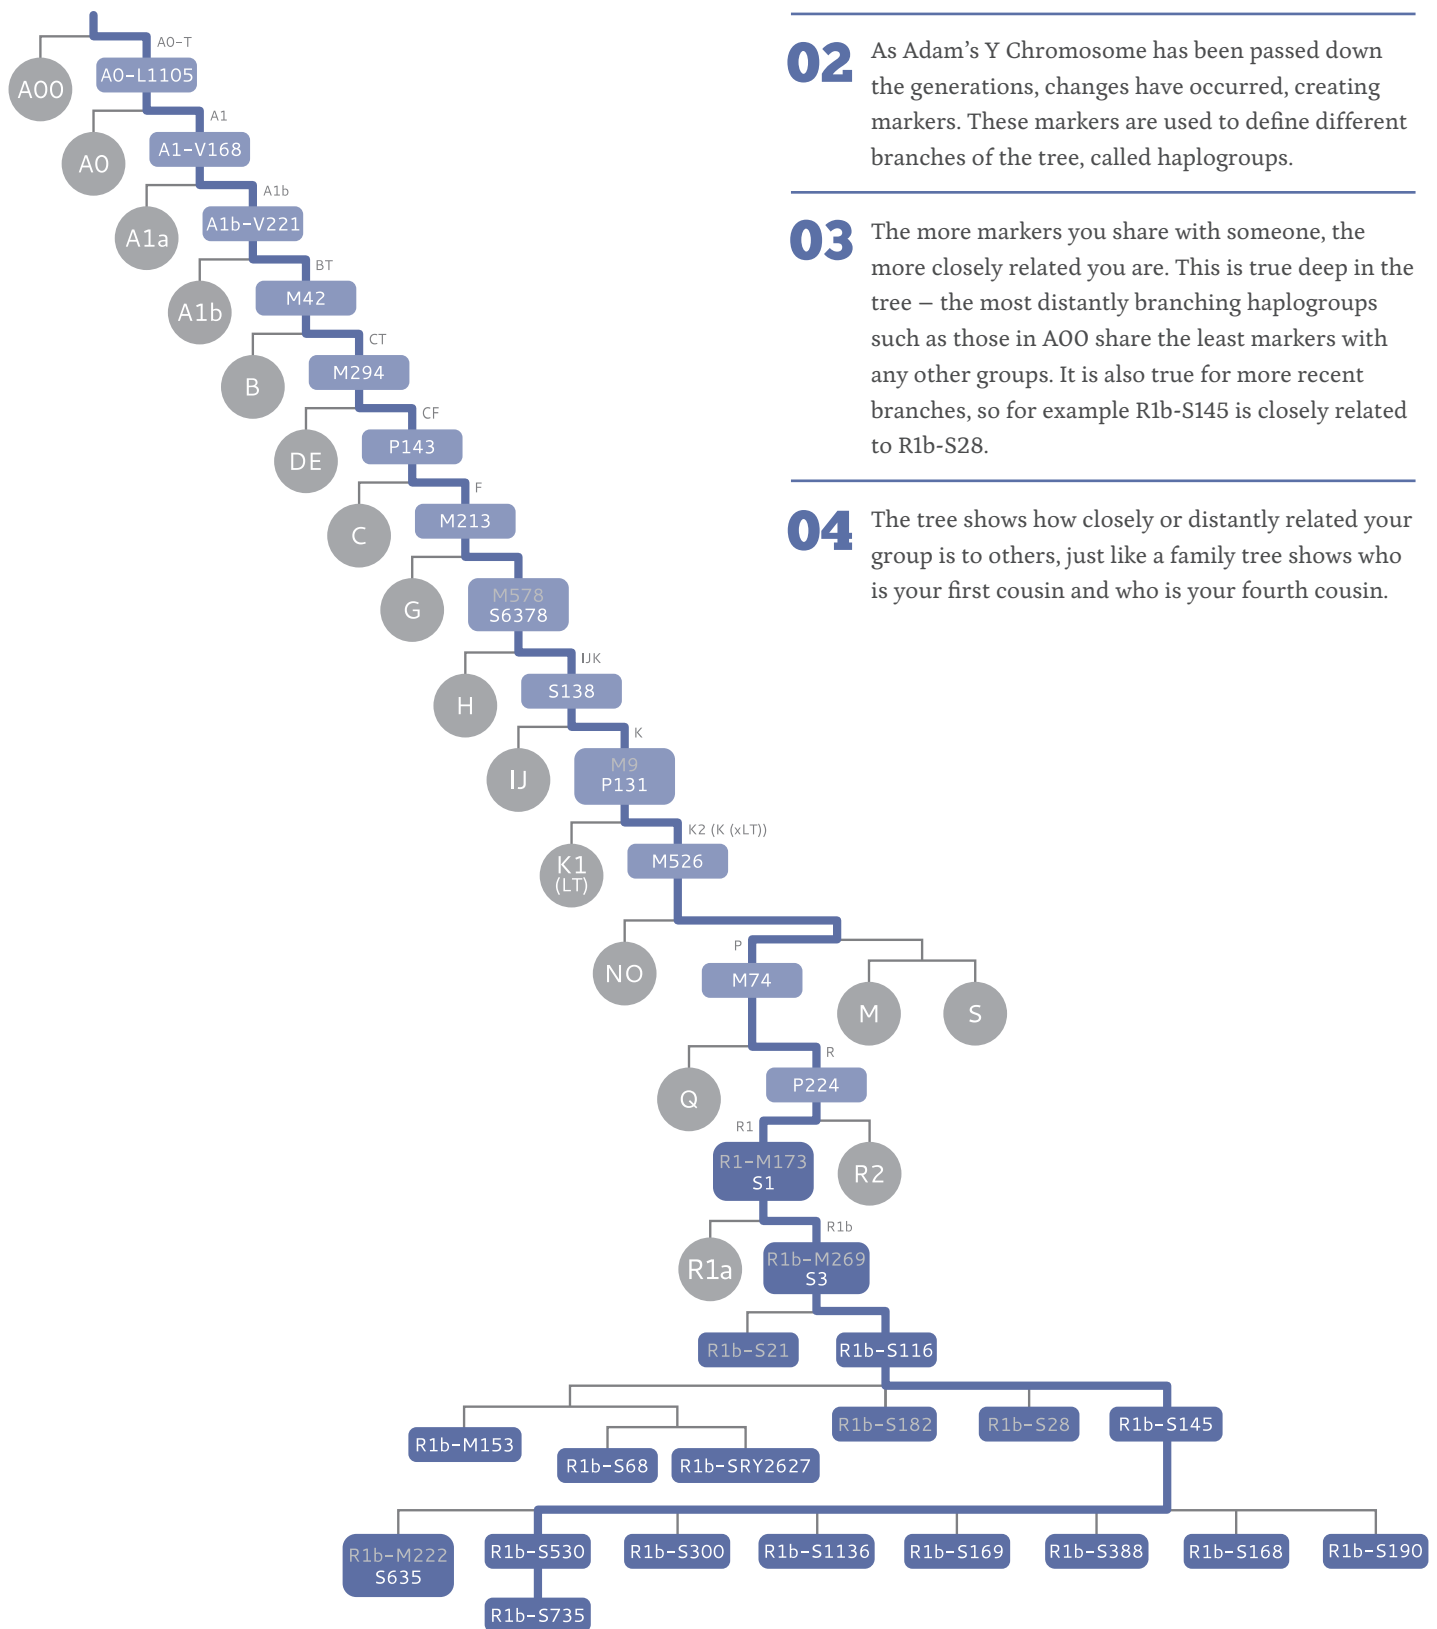 02
As Adam's Y Chromosome has been passed down
the generations, changes have occurred, creating
markers. These markers are used to define different
branches of the tree, called haplogroups.
03
The more markers you share with someone, the
more closely related you are. This is true deep in the
tree – the most distantly branching haplogroups
such as those in A00 share the least markers with
any other groups. It is also true for more recent
branches, so for example R1b-S145 is closely related
to R1b-S28.
04
The tree shows how closely or distantly related your
group is to others, just like a family tree shows who
is your first cousin and who is your fourth cousin.
A0-T
A00
A0-L1105
A1
A0
A1-V168
A1b
A1a
A1b-V221
BT
A1b
M42
CT
B
M294
CF
DE
P143
F
C
M213
G
M578
S6378
IJK
H
S138
K
IJ
M9
P131
K2 (K (xLT))
K1
(LT)
M526
P
NO
M74
M
S
R
Q
P224
R1
R1-M173
S1
R2
R1b
R1a
R1b-M269
S3
R1b-S21
R1b-S116
R1b-S182
R1b-S28
R1b-S145
R1b-M153
R1b-S68
R1b-SRY2627
R1b-M222
S635
R1b-S530
R1b-S300
R1b-S1136
R1b-S169
R1b-S388
R1b-S168
R1b-S190
R1b-S735